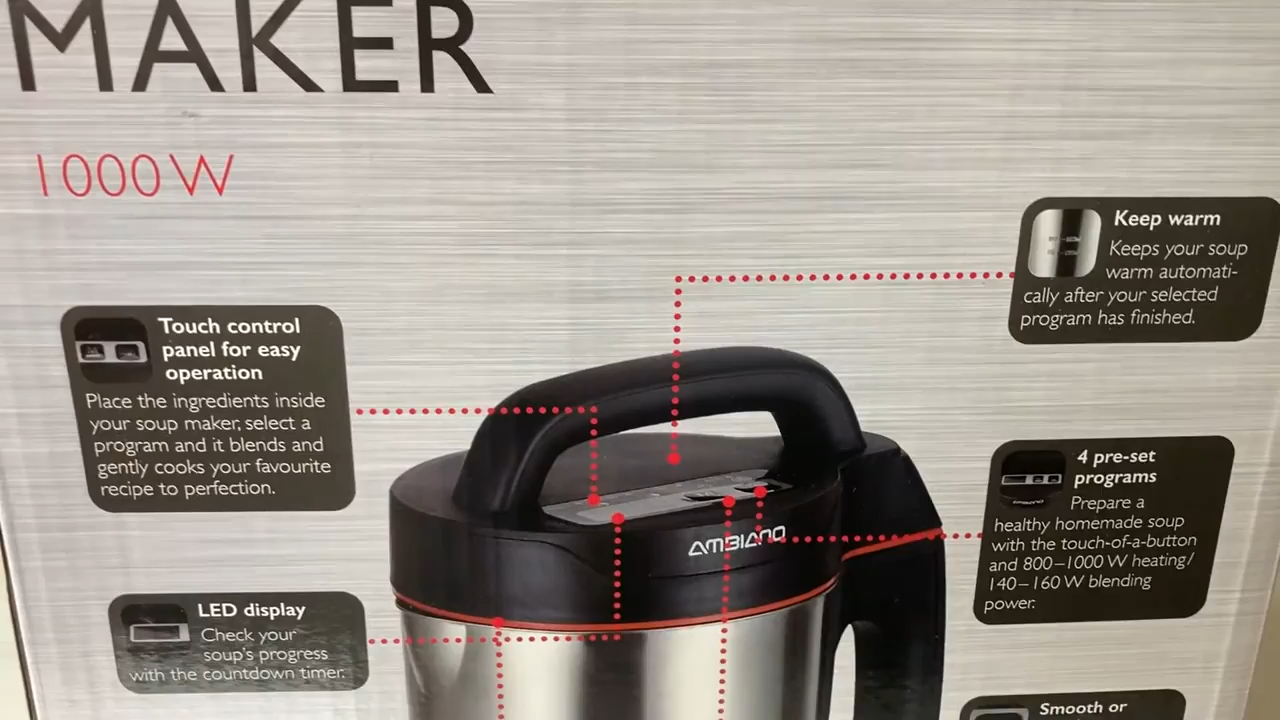 MAKER
1000 W
Keep warm
Keeps your soup
warm automati-
cally after your selected
program has finished.
Touch control
panel for easy
operation
Place the ingredients inside
your soup maker, select a
program and it blends and
gently cooks your favourite
recipe to perfection.
4 pre-set
programs
Prepare a
healthy homemade soup
with the touch-of-a-button
and 800–1000 W heating/
140–160 W blending
power.
AMBIANO
LED display
Check your
soup's progress
with the countdown timer.
Smooth or